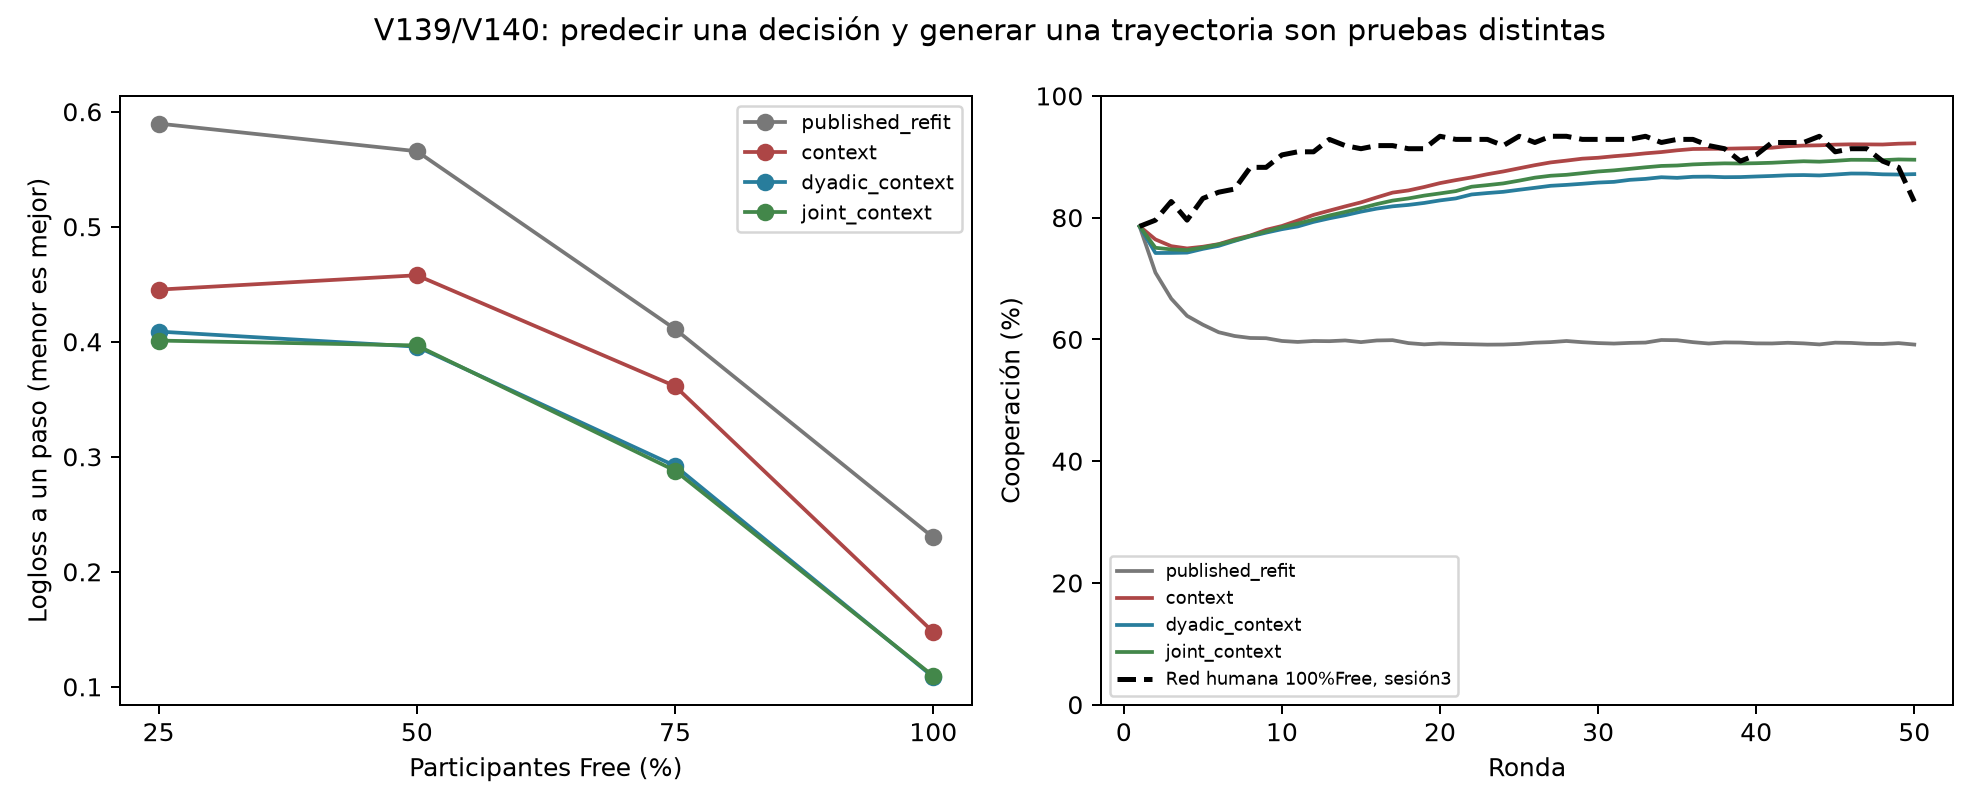 V139/V140: predecir una decisión y generar una trayectoria son pruebas distintas
Logloss a un paso (menor es mejor)
0.6
0.5
0.4
0.3
0.2
0.1
25
50
75
100
Participantes Free (%)
published_refit
context
dyadic_context
joint_context
Cooperación (%)
100
80
60
40
20
0
0
10
20
30
40
50
Ronda
published_refit
context
dyadic_context
joint_context
Red humana 100%Free, sesión3